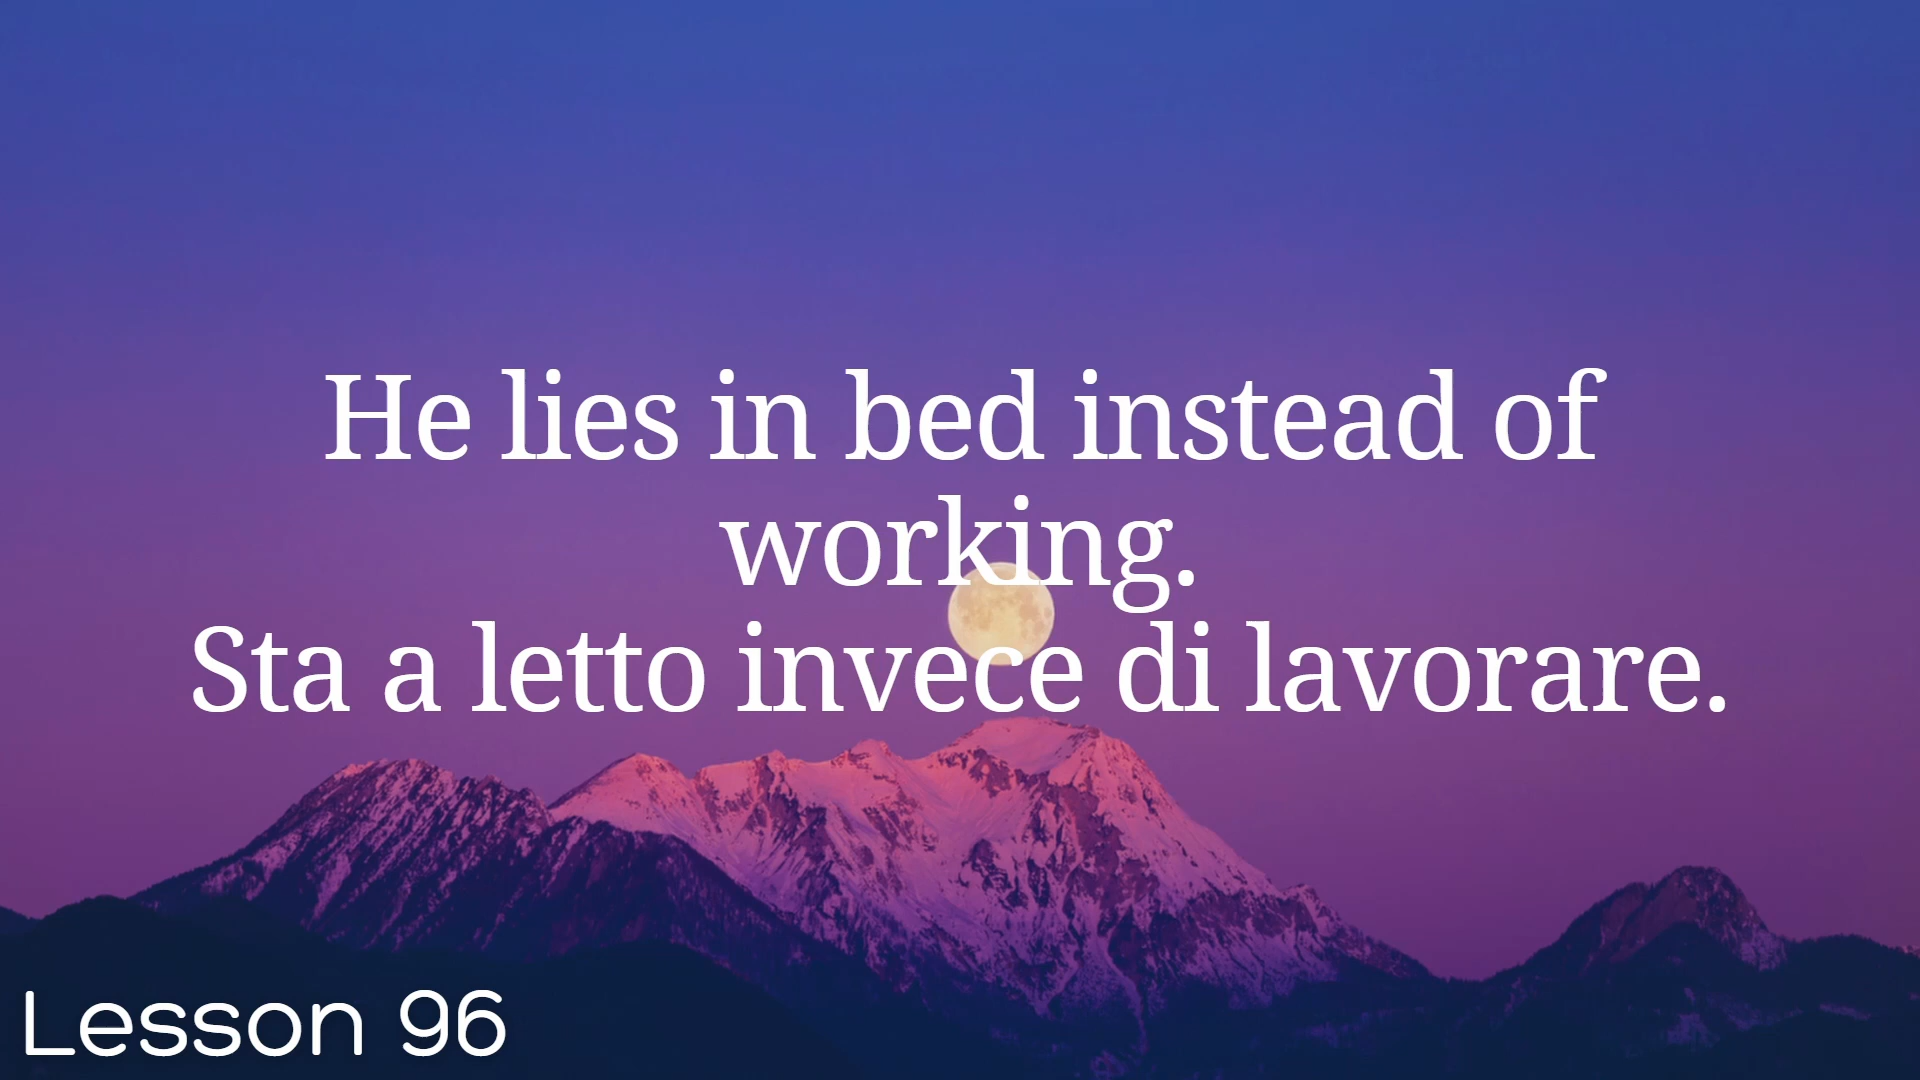 He lies in bed instead of
working.
Sta a letto invece di lavorare.
Lesson 96